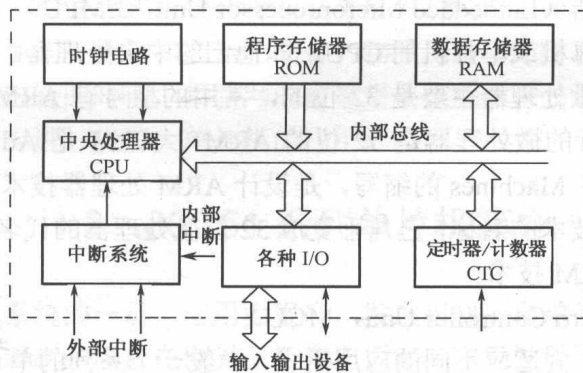 时钟电路
程序存储器
ROM
数据存储器
RAM
内部总线
中央处理器
CPU
内部
中断
中断系统
各种 I/O
定时器/计数器
CTC
外部中断
输入输出设备